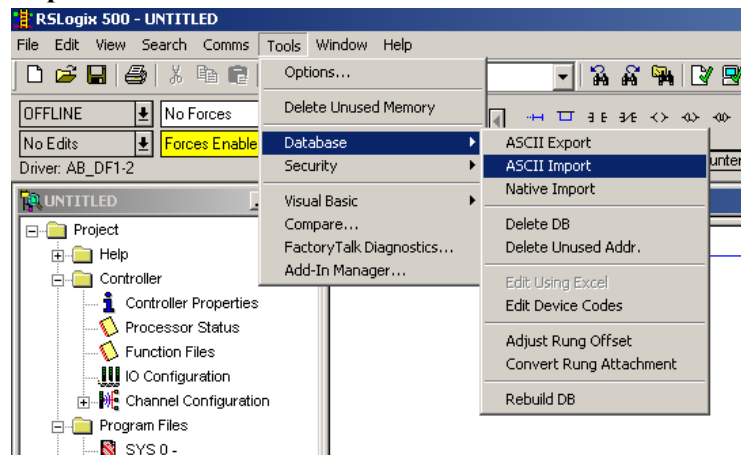 RSLogix 500 - UNTITLED
File Edit View Search Comms Tools Window Help
Options...
Delete Unused Memory
Database
Security
Visual Basic
Compare...
FactoryTalk Diagnostics...
Add-In Manager...
ASCII Export
ASCII Import
Native Import
Delete DB
Delete Unused Addr.
Edit Using Excel
Edit Device Codes
Adjust Rung Offset
Convert Rung Attachment
Rebuild DB
OFFLINE No Forces
No Edits Forces Enable
Driver: AB_DF1-2
UNTITLED
Project
Help
Controller
Controller Properties
Processor Status
Function Files
IO Configuration
Channel Configuration
Program Files
SYS 0 -